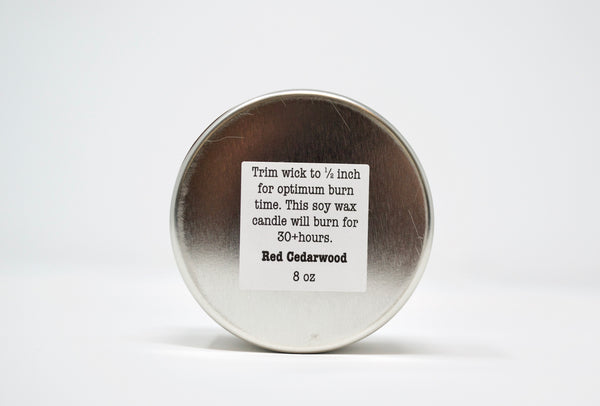 Trim wick to ½ inch
for optimum burn
time. This soy wax
candle will burn for
30+hours.
Red Cedarwood
8 oz